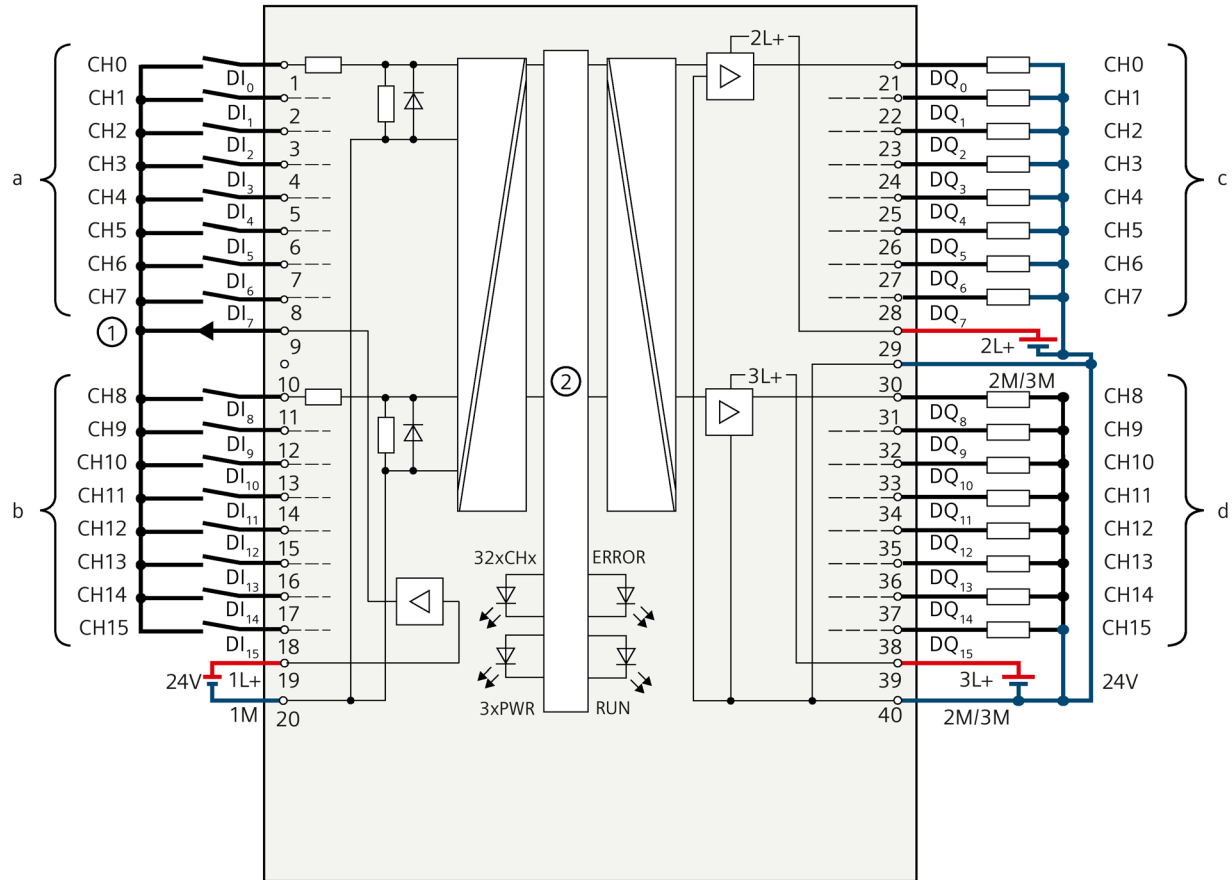 CH0 DI0 1 2L+ 21 DQ0 CH0
CH1 DI1 2 22 DQ1 CH1
CH2 DI2 3 23 DQ2 CH2
CH3 DI3 4 24 DQ3 CH3
a CH4 DI4 5 25 DQ4 CH4 c
CH5 DI5 6 26 DQ5 CH5
CH6 DI6 7 27 DQ6 CH6
CH7 DI7 8 28 DQ7 CH7
1 9 29 2L+
2 3L+ 10 30 2M/3M
CH8 DI8 11 31 DQ8 CH8
CH9 DI9 12 32 DQ9 CH9
CH10 DI10 13 33 DQ10 CH10
CH11 DI11 14 34 DQ11 CH11
b CH12 DI12 15 35 DQ12 CH12 d
CH13 DI13 16 32xCHx ERROR 36 DQ13 CH13
CH14 DI14 17 37 DQ14 CH14
CH15 DI15 18 38 DQ15 CH15
24V 1L+ 19 39 3L+ 24V
1M 20 3xPWR RUN 40 2M/3M